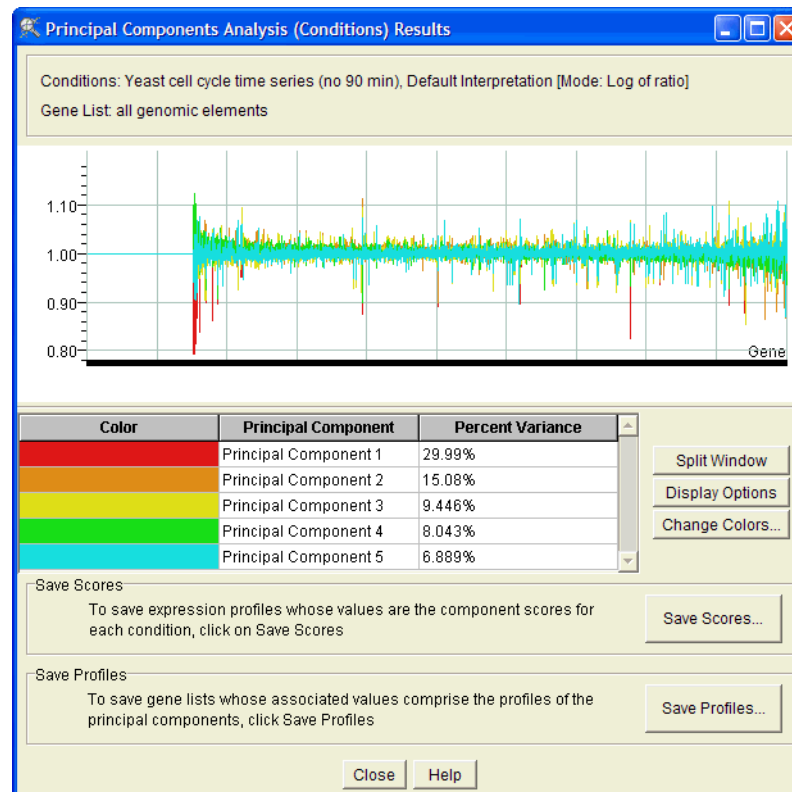 Principal Components Analysis (Conditions) Results
Conditions: Yeast cell cycle time series (no 90 min), Default Interpretation [Mode: Log of ratio]
Gene List: all genomic elements
1.10
1.00
0.90
0.80
Gene
Color Principal Component Percent Variance
Principal Component 1 29.99%
Principal Component 2 15.08%
Principal Component 3 9.446%
Principal Component 4 8.043%
Principal Component 5 6.889%
Split Window
Display Options
Change Colors...
Save Scores
To save expression profiles whose values are the component scores for
each condition, click on Save Scores
Save Scores...
Save Profiles
To save gene lists whose associated values comprise the profiles of the
principal components, click Save Profiles
Save Profiles...
Close Help